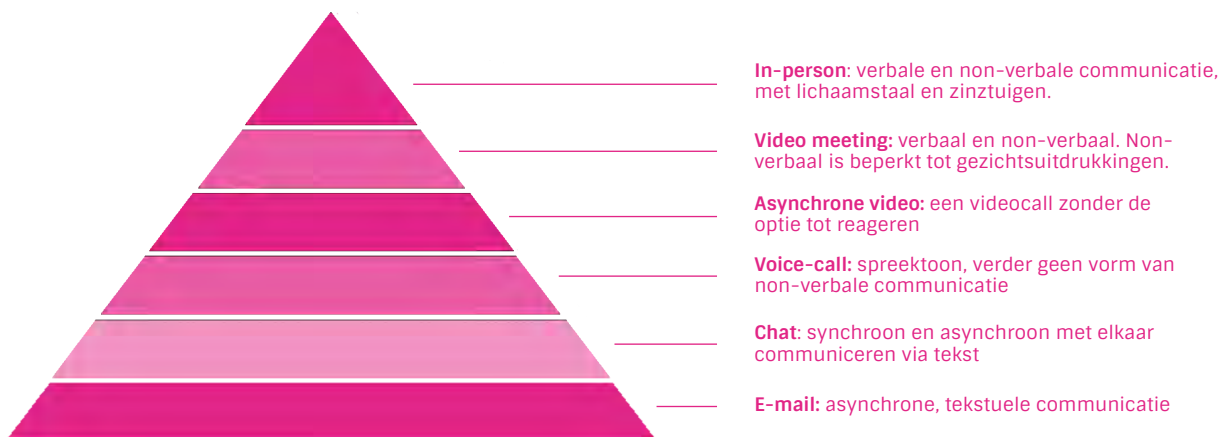 In-person: verbale en non-verbale communicatie,
met lichaamstaal en zinztuigen.
Video meeting: verbaal en non-verbaal. Non-
verbaal is beperkt tot gezichtsuitdrukkingen.
Asynchrone video: een videocall zonder de
optie tot reageren
Voice-call: spreektoon, verder geen vorm van
non-verbale communicatie
Chat: synchroon en asynchroon met elkaar
communiceren via tekst
E-mail: asynchrone, tekstuele communicatie